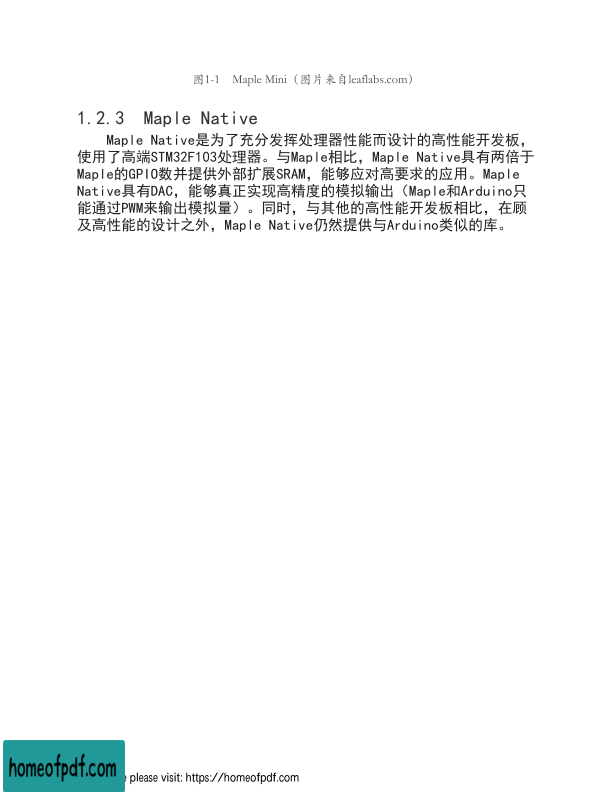 图1-1 Maple Mini（图片来自leaflabs.com）
1.2.3 Maple Native
Maple Native是为了充分发挥处理器性能而设计的高性能开发板，
使用了高端STM32F103处理器。与Maple相比，Maple Native具有两倍于
Maple的GPIO数并提供外部扩展SRAM，能够应对高要求的应用。Maple
Native具有DAC，能够真正实现高精度的模拟输出（Maple和Arduino只
能通过PWM来输出模拟量）。同时，与其他的高性能开发板相比，在顾
及高性能的设计之外，Maple Native仍然提供与Arduino类似的库。
homeofpdf.com
please visit: https://homeofpdf.com